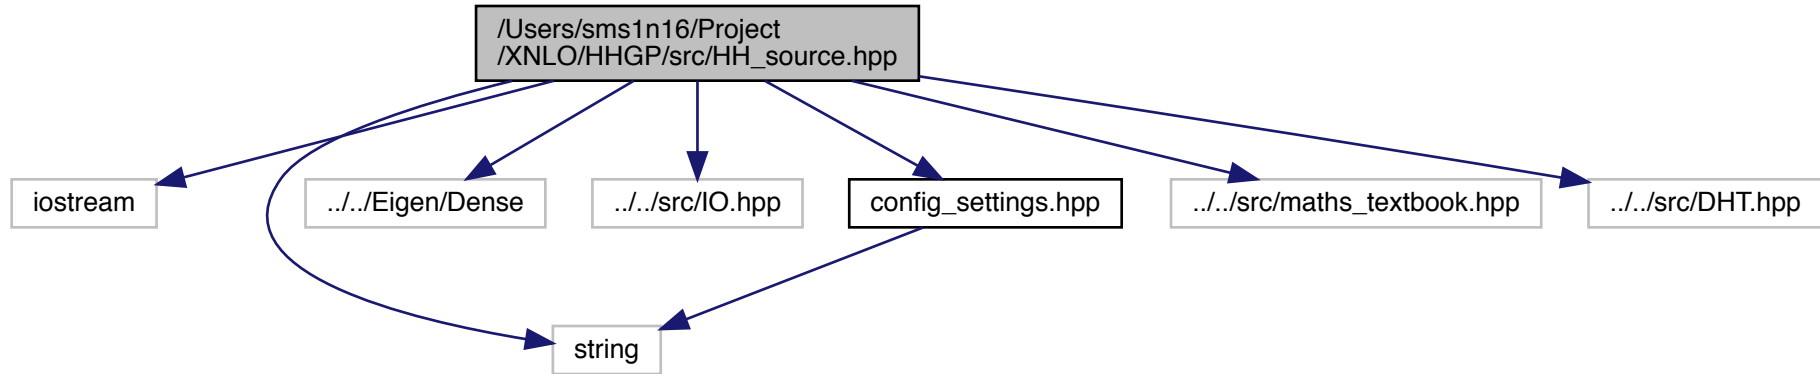 /Users/sms1n16/Project
/XNLO/HHGP/src/HH_source.hpp
iostream
../../Eigen/Dense
../../src/IO.hpp
config_settings.hpp
../../src/maths_textbook.hpp
../../src/DHT.hpp
string